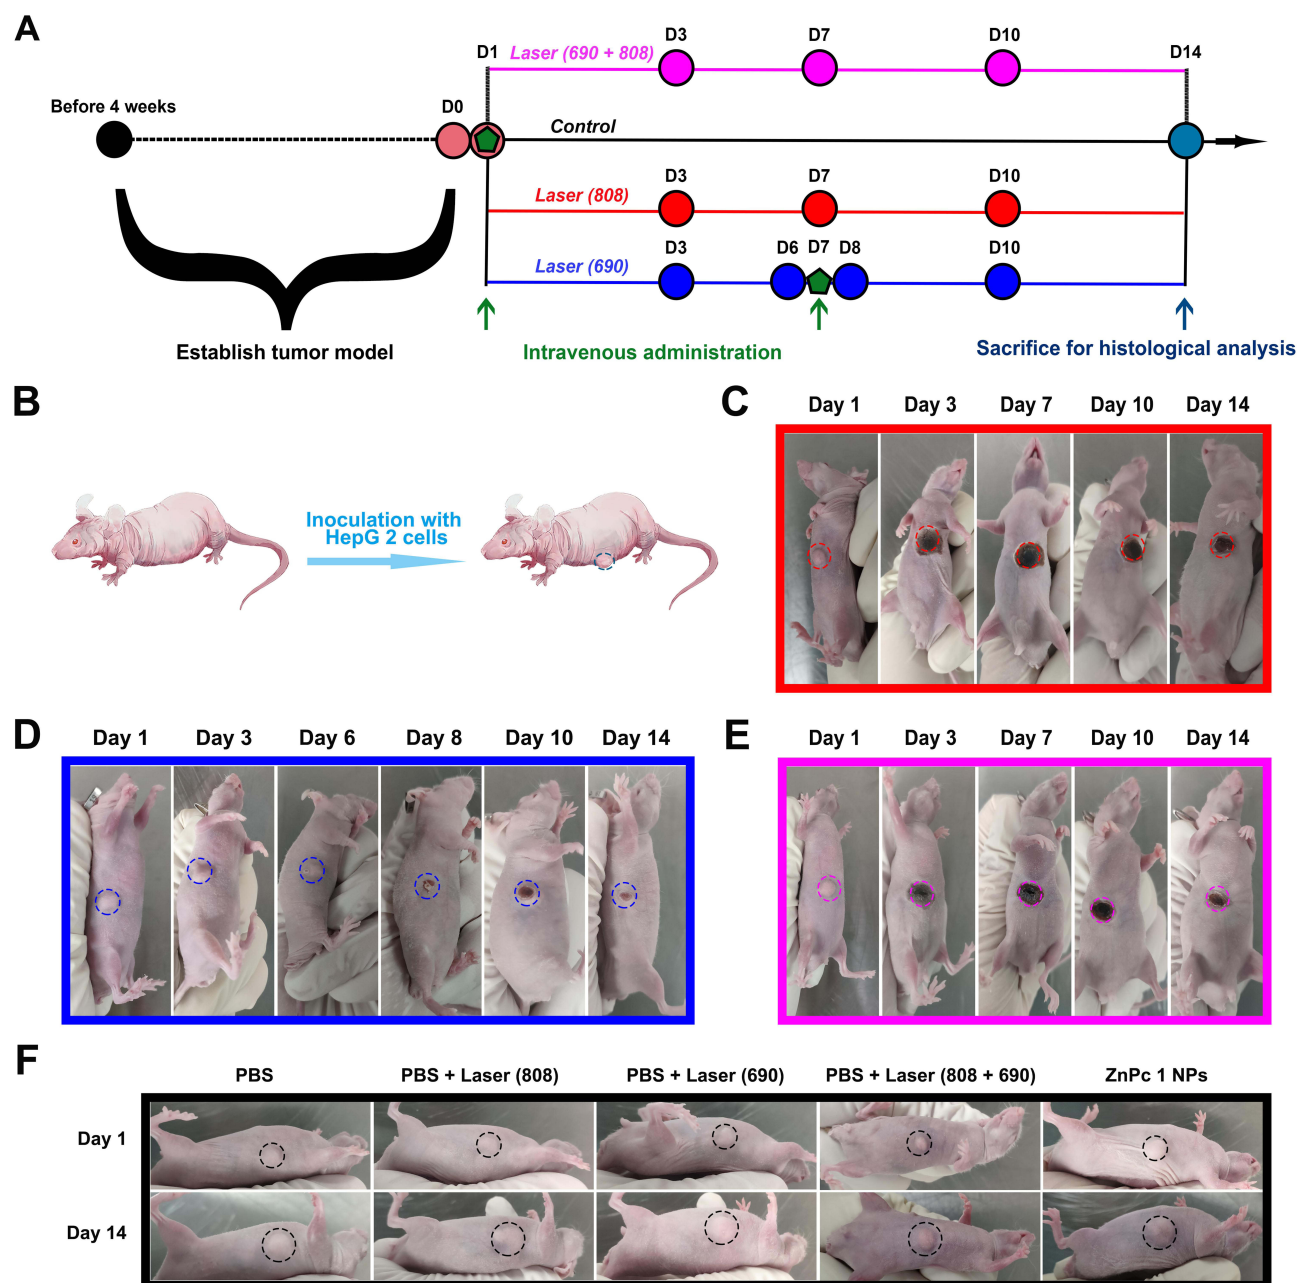 A
D1
Laser (690 + 808)
D3
D7
D10
D14
Before 4 weeks
D0
Control
Laser (808)
D3
D7
D10
Laser (690)
D3
D6
D7
D8
D10
Establish tumor model
Intravenous administration
Sacrifice for histological analysis
B
Inoculation with
HepG 2 cells
C
Day 1
Day 3
Day 7
Day 10
Day 14
D
Day 1
Day 3
Day 6
Day 8
Day 10
Day 14
E
Day 1
Day 3
Day 7
Day 10
Day 14
F
PBS
PBS + Laser (808)
PBS + Laser (690)
PBS + Laser (808 + 690)
ZnPc 1 NPs
Day 1
Day 14